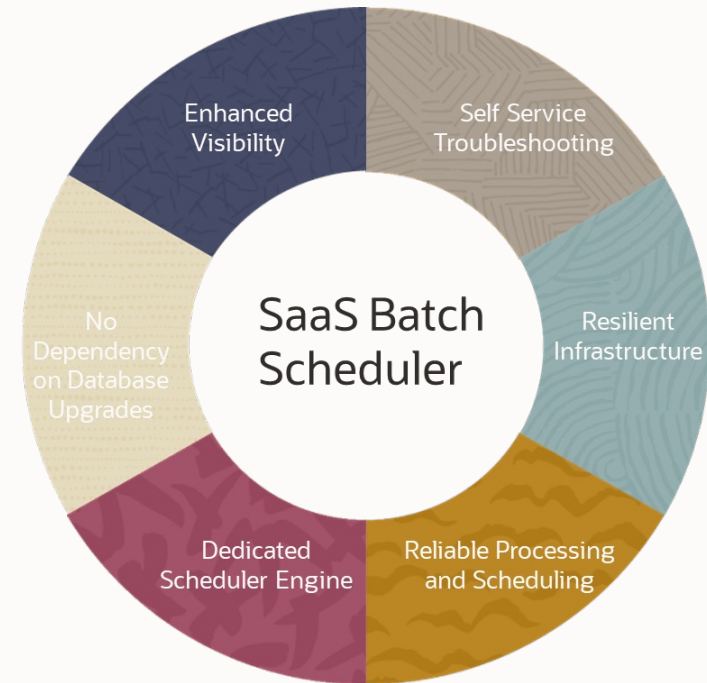 Enhanced
Visibility
Self Service
Troubleshooting
No
Dependency
on Database
Upgrades
SaaS Batch
Scheduler
Resilient
Infrastructure
Dedicated
Scheduler Engine
Reliable Processing
and Scheduling